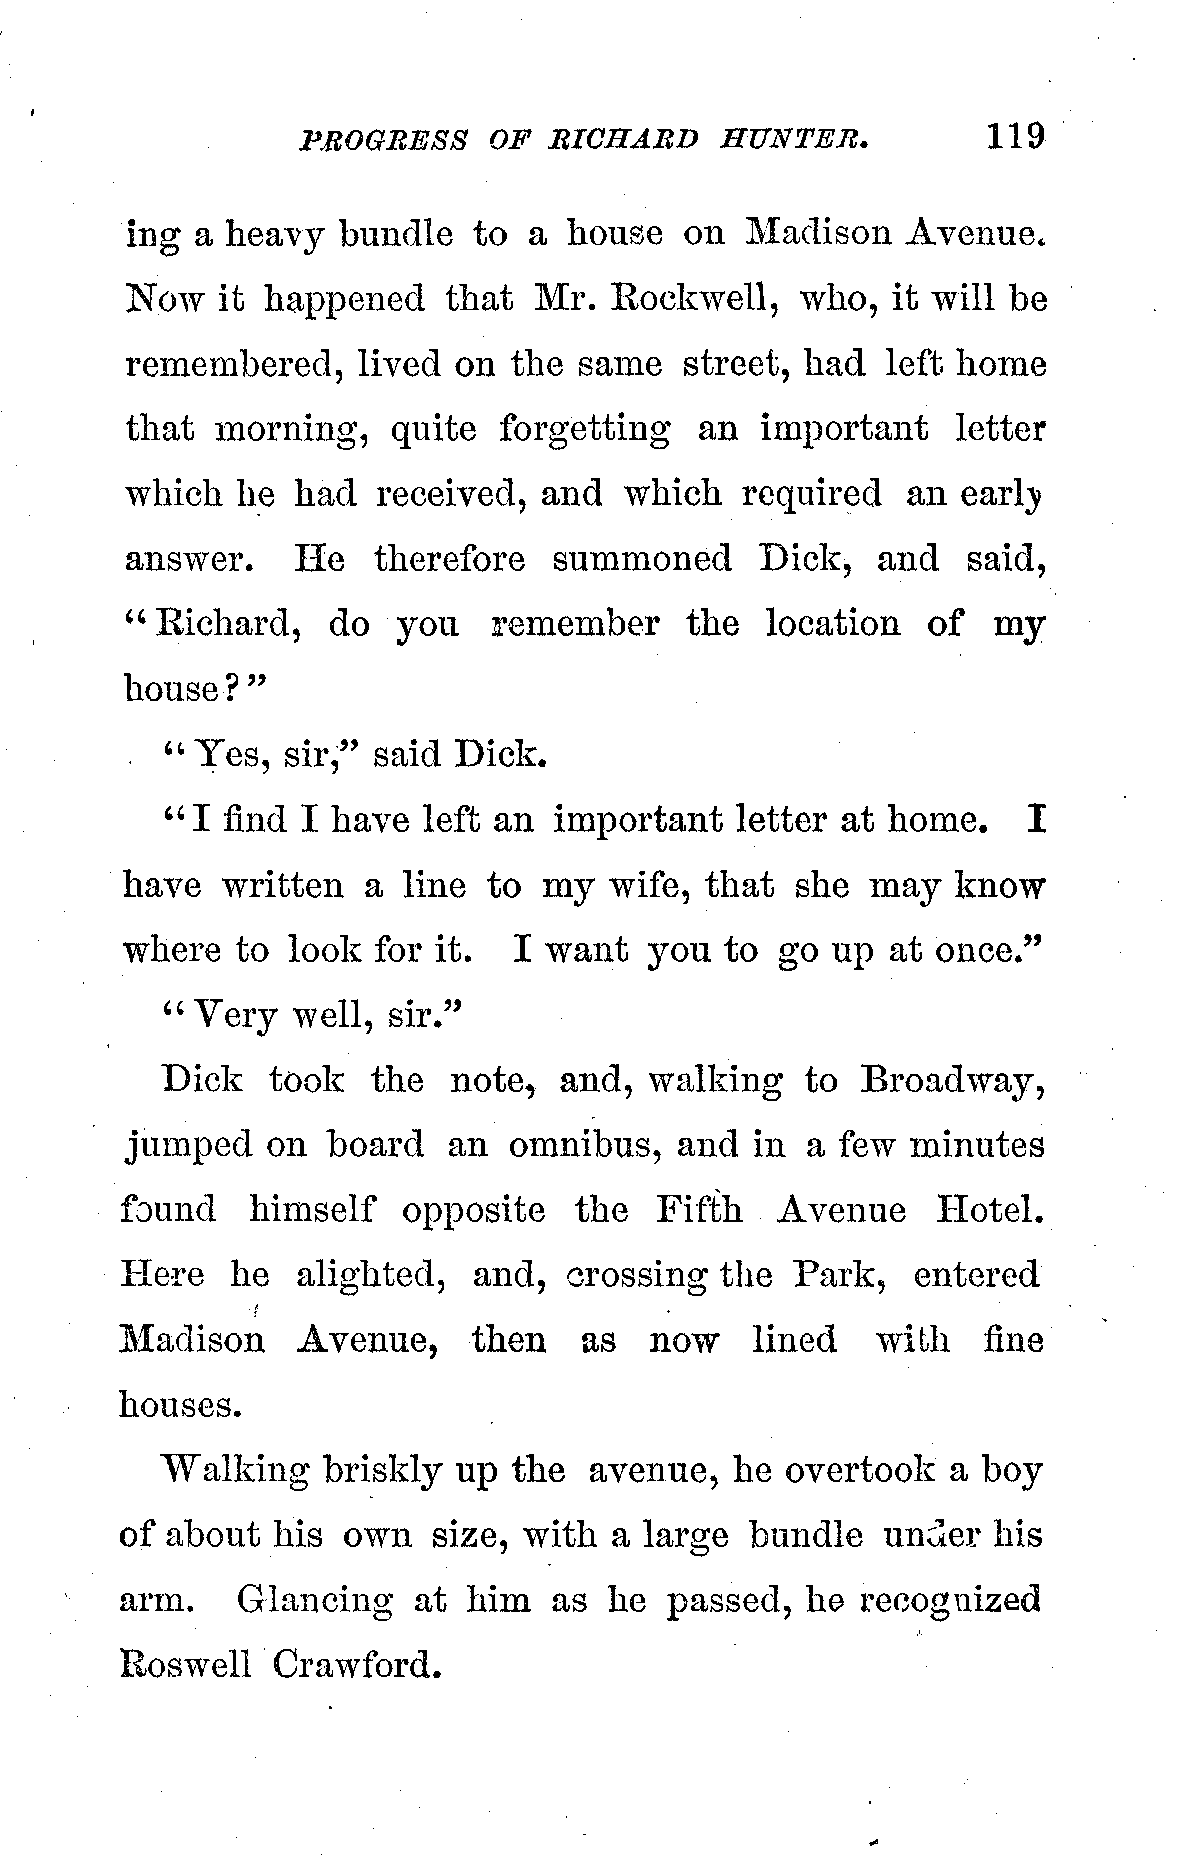 PROGRESS OF RICHARD HUNTER. 119
ing a heavy bundle to a house on Madison Avenue.
Now it happened that Mr. Rockwell, who, it will be
remembered, lived on the same street, had left home
that morning, quite forgetting an important letter
which he had received, and which required an early
answer. He therefore summoned Dick, and said,
“Richard, do you remember the location of my
house?”
“Yes, sir,” said Dick.
“I find I have left an important letter at home. I
have written a line to my wife, that she may know
where to look for it. I want you to go up at once.”
“Very well, sir.”
Dick took the note, and, walking to Broadway,
jumped on board an omnibus, and in a few minutes
found himself opposite the Fifth Avenue Hotel.
Here he alighted, and, crossing the Park, entered
Madison Avenue, then as now lined with fine
houses.
Walking briskly up the avenue, he overtook a boy
of about his own size, with a large bundle under his
arm. Glancing at him as he passed, he recognized
Roswell Crawford.